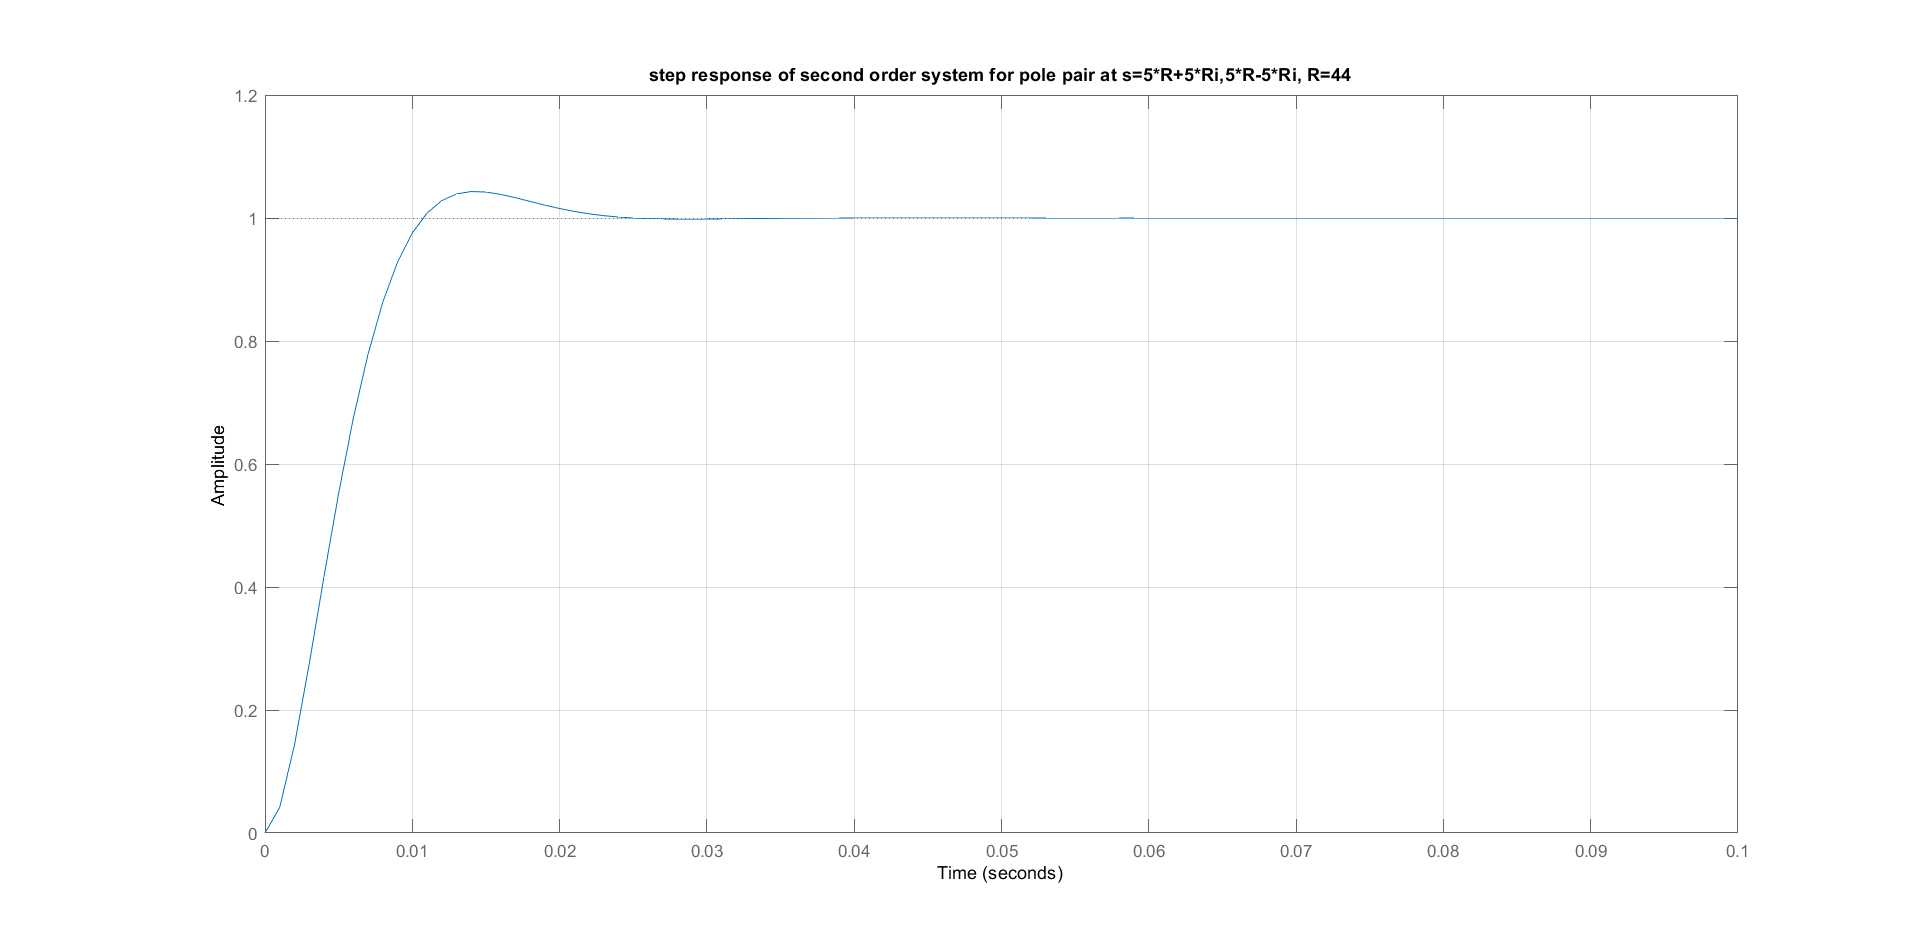 step response of second order system for pole pair at s=5*R+5*Ri,5*R-5*Ri, R=44
1.2
1
0.8
0.6
0.4
0.2
0
Amplitude
0 0.01 0.02 0.03 0.04 0.05 0.06 0.07 0.08 0.09 0.1
Time (seconds)